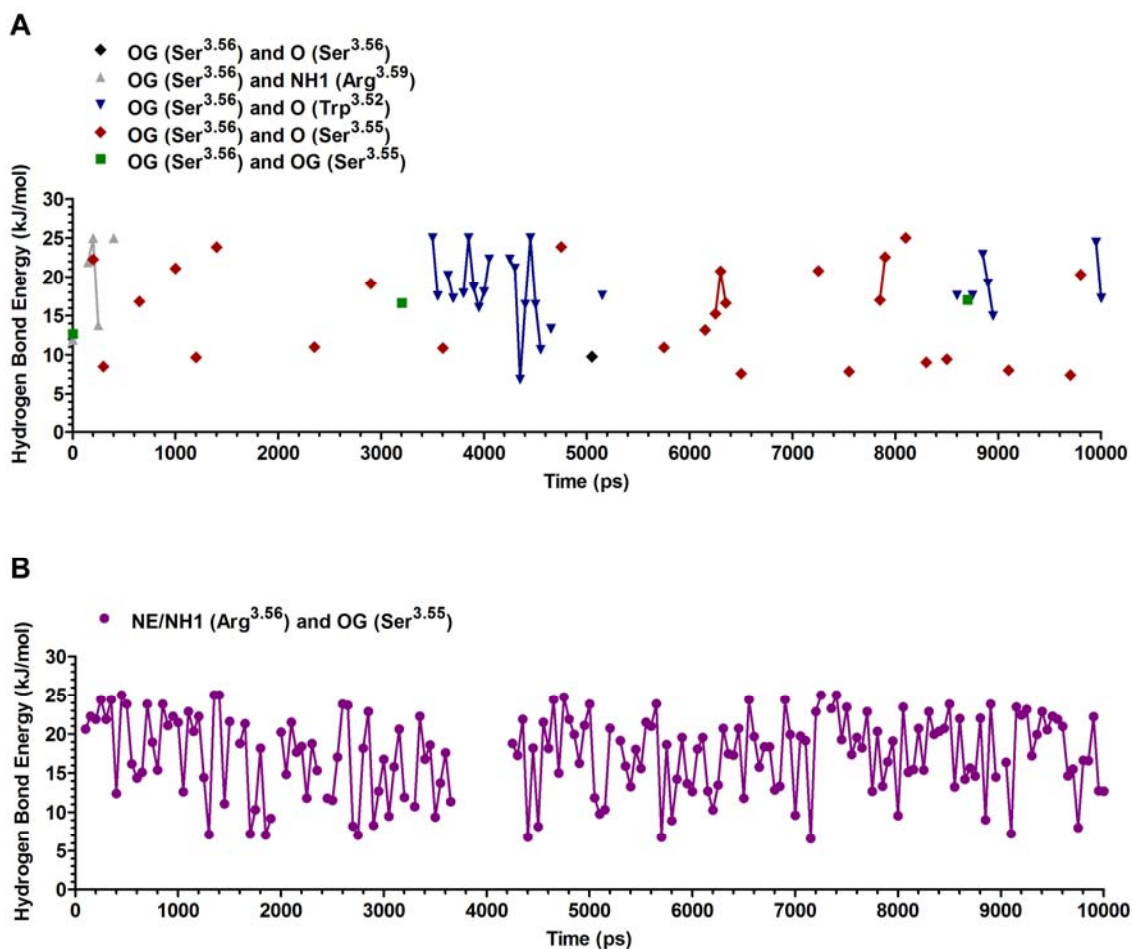 A
OG (Ser3.56) and O (Ser3.56)
OG (Ser3.56) and NH1 (Arg3.59)
OG (Ser3.56) and O (Trp3.52)
OG (Ser3.56) and O (Ser3.55)
OG (Ser3.56) and OG (Ser3.55)
Hydrogen Bond Energy (kJ/mol)
30
25
20
15
10
5
0
0 1000 2000 3000 4000 5000 6000 7000 8000 9000 10000
Time (ps)
B
NE/NH1 (Arg3.56) and OG (Ser3.55)
Hydrogen Bond Energy (kJ/mol)
30
25
20
15
10
5
0
0 1000 2000 3000 4000 5000 6000 7000 8000 9000 10000
Time (ps)